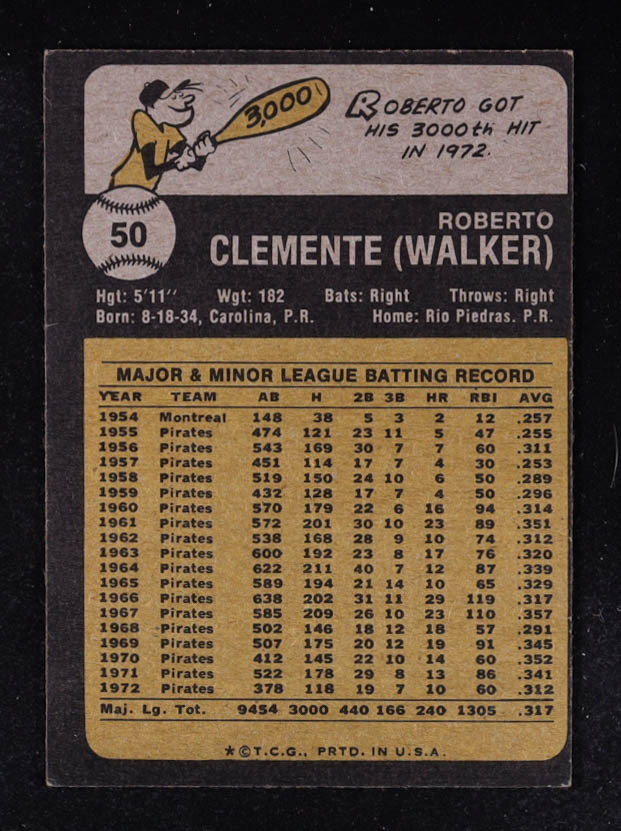 3,000
ROBERTO GOT
HIS 3000th HIT
IN 1972.
50
ROBERTO
CLEMENTE (WALKER)
Hgt: 5'11" Wgt: 182 Bats: Right Throws: Right
Born: 8-18-34, Carolina, P.R. Home: Rio Piedras. P.R.
MAJOR & MINOR LEAGUE BATTING RECORD
YEAR TEAM AB H 2B 3B HR RBI AVG
1954 Montreal 148 38 5 3 2 12 .257
1955 Pirates 474 121 23 11 5 47 .255
1956 Pirates 543 169 30 7 7 60 .311
1957 Pirates 451 114 17 7 4 30 .253
1958 Pirates 519 150 24 10 6 50 .289
1959 Pirates 432 128 17 7 4 50 .296
1960 Pirates 570 179 22 6 16 94 .314
1961 Pirates 572 201 30 10 23 89 .351
1962 Pirates 538 168 28 9 10 74 .312
1963 Pirates 600 192 23 8 17 76 .320
1964 Pirates 622 211 40 7 12 87 .339
1965 Pirates 589 194 21 14 10 65 .329
1966 Pirates 638 202 31 11 29 119 .317
1967 Pirates 585 209 26 10 23 110 .357
1968 Pirates 502 146 18 12 18 57 .291
1969 Pirates 507 175 20 12 19 91 .345
1970 Pirates 412 145 22 10 14 60 .352
1971 Pirates 522 178 29 8 13 86 .341
1972 Pirates 378 118 19 7 10 60 .312
Maj. Lg. Tot. 9454 3000 440 166 240 1305 .317
*©T.C.G., PRTD. IN U.S.A.